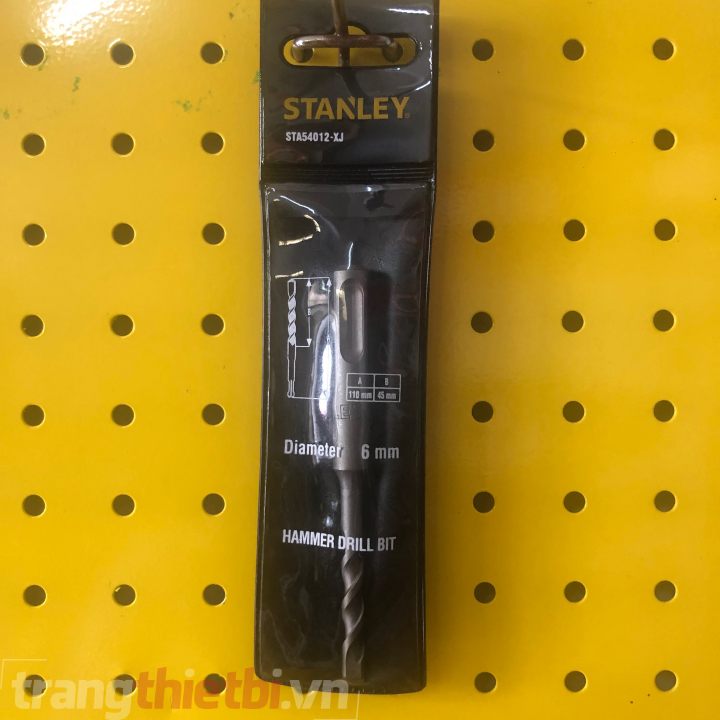 STANLEY
STA54012-XJ
A B
110 mm 45 mm
Diameter 6 mm
HAMMER DRILL BIT
trangthietbi.vn